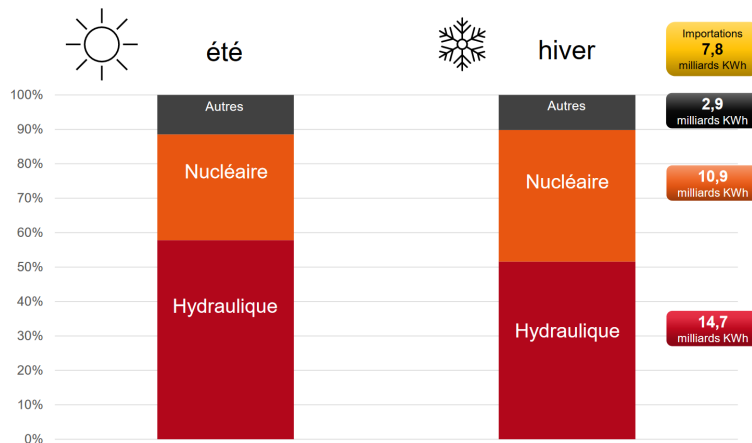 été
hiver
Importations
7,8
milliards KWh
100%
90%
80%
70%
60%
50%
40%
30%
20%
10%
0%
Autres
Nucléaire
Hydraulique
Autres
Nucléaire
Hydraulique
2,9
milliards KWh
10,9
milliards KWh
14,7
milliards KWh